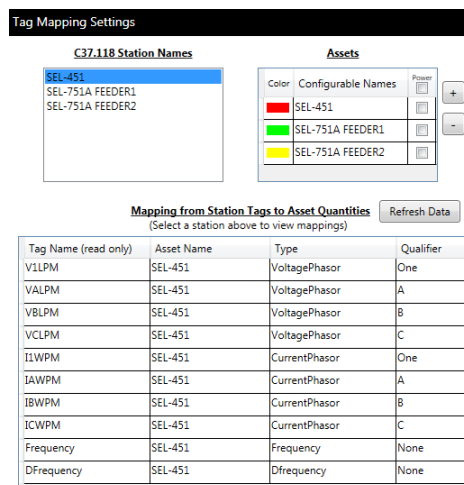 Tag Mapping Settings
C37.118 Station Names
Assets
SEL-451
SEL-751A FEEDER1
SEL-751A FEEDER2
Color Configurable Names Power
SEL-451
SEL-751A FEEDER1
SEL-751A FEEDER2
+
-
Mapping from Station Tags to Asset Quantities
(Select a station above to view mappings)
Refresh Data
Tag Name (read only) Asset Name Type Qualifier
V1LPM SEL-451 VoltagePhasor One
VALPM SEL-451 VoltagePhasor A
VBLPM SEL-451 VoltagePhasor B
VCLPM SEL-451 VoltagePhasor C
I1WPM SEL-451 CurrentPhasor One
IAWPM SEL-451 CurrentPhasor A
IBWPM SEL-451 CurrentPhasor B
ICWPM SEL-451 CurrentPhasor C
Frequency SEL-451 Frequency None
DFrequency SEL-451 Dfrequency None